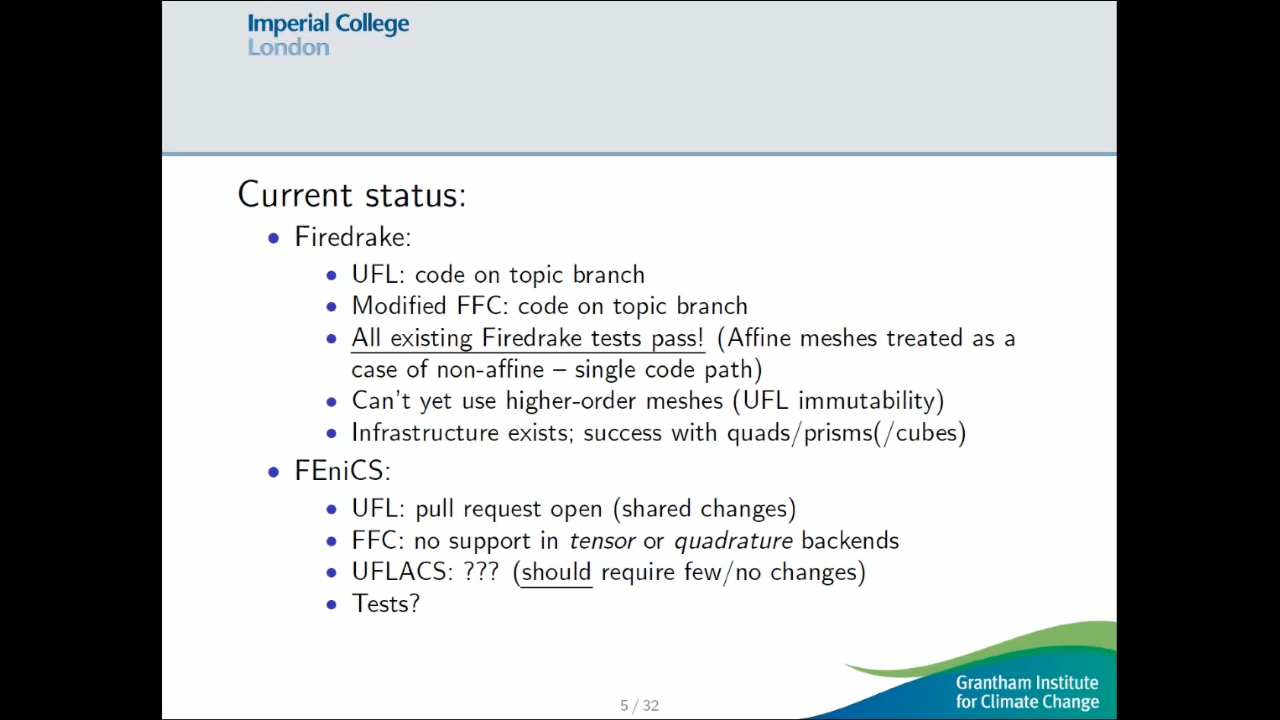 Imperial College
London
Current status:
• Firedrake:
• UFL: code on topic branch
• Modified FFC: code on topic branch
• All existing Firedrake tests pass! (Affine meshes treated as a
case of non-affine – single code path)
• Can't yet use higher-order meshes (UFL immutability)
• Infrastructure exists; success with quads/prisms(/cubes)
• FEniCS:
• UFL: pull request open (shared changes)
• FFC: no support in tensor or quadrature backends
• UFLACS: ??? (should require few/no changes)
• Tests?
Grantham Institute
for Climate Change
5 / 32